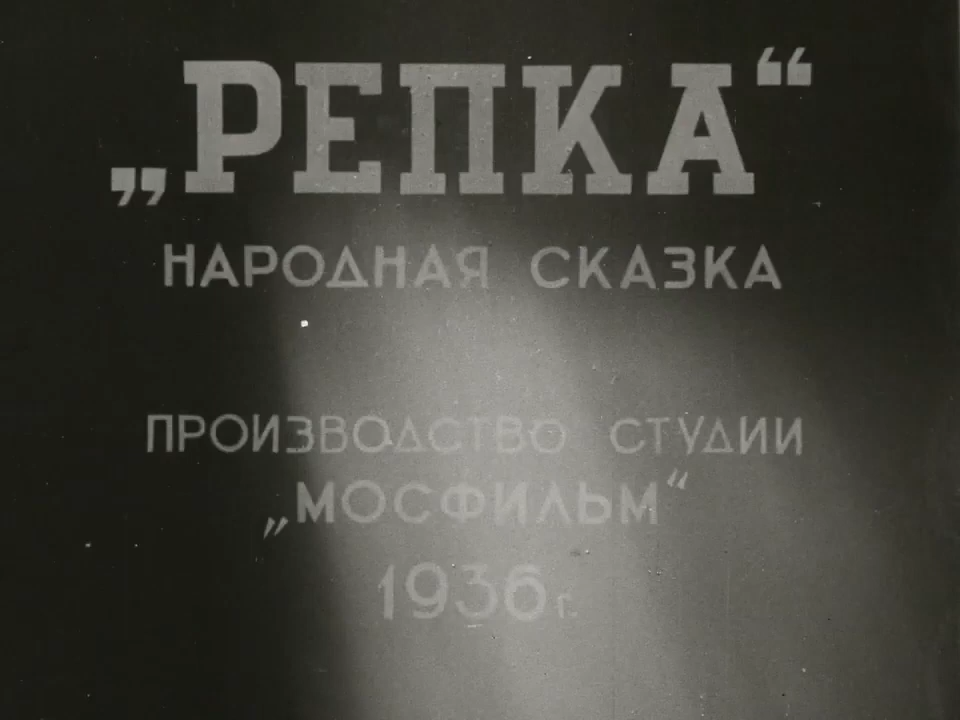 „РЕПКА“
НАРОДНАЯ СКАЗКА
ПРОИЗВОДСТВО СТУДИИ
„МОСФИЛЬМ“
1936 г.